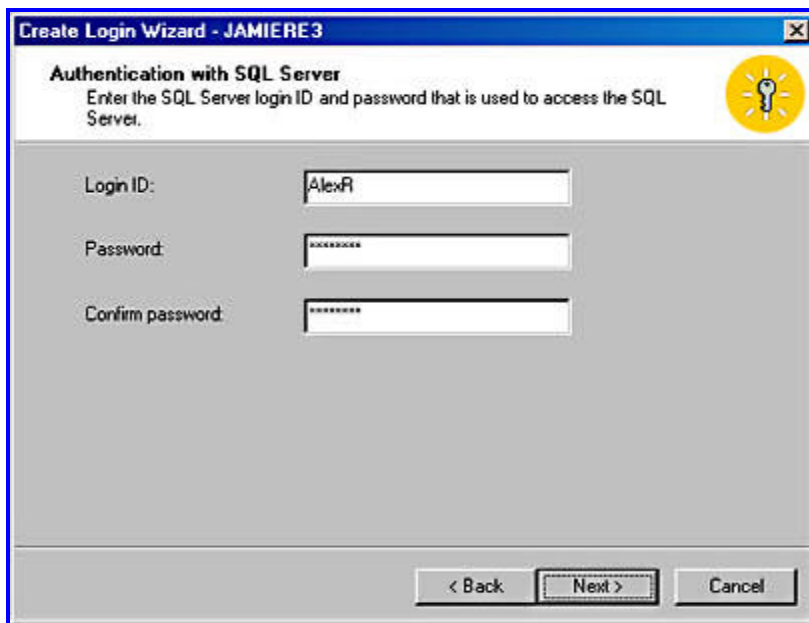 Create Login Wizard - JAMIERE3
Authentication with SQL Server
Enter the SQL Server login ID and password that is used to access the SQL
Server.
Login ID:
AlexR
Password:
********
Confirm password:
********
< Back
Next >
Cancel